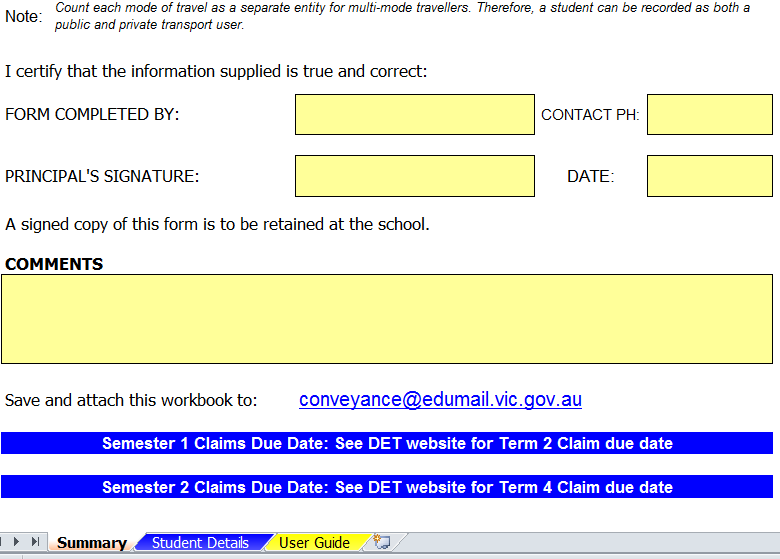 Note: Count each mode of travel as a separate entity for multi-mode travellers. Therefore, a student can be recorded as both a
public and private transport user.
I certify that the information supplied is true and correct:
FORM COMPLETED BY: CONTACT PH:
PRINCIPAL'S SIGNATURE: DATE:
A signed copy of this form is to be retained at the school.
COMMENTS
Save and attach this workbook to: conveyance@edumail.vic.gov.au
Semester 1 Claims Due Date: See DET website for Term 2 Claim due date
Semester 2 Claims Due Date: See DET website for Term 4 Claim due date
Summary Student Details User Guide